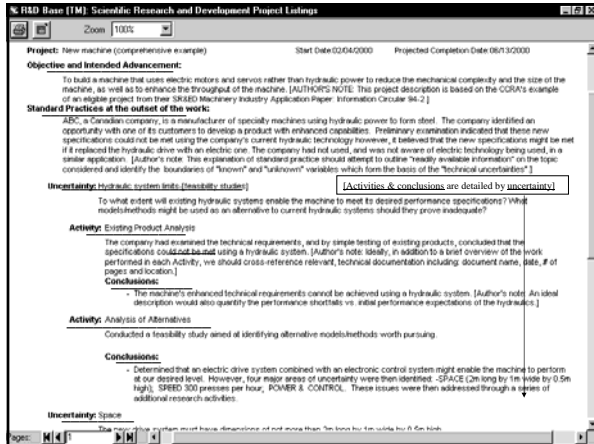 R&D Base [TM]: Scientific Research and Development Project Listings
Zoom 100%
Project: New machine (comprehensive example) Start Date:02/04/2000 Projected Completion Date:06/13/2000
Objective and Intended Advancement:
To build a machine that uses electric motors and servos rather than hydraulic power to reduce the mechanical complexity and the size of the
machine, as well as to enhance the throughput of the machine. [AUTHOR'S NOTE: This project description is based on the CCRA's example
of an eligible project from their SR&ED Machinery Industry Application Paper: Information Circular 94-2 ]
Standard Practices at the outset of the work:
ABC, a Canadian company, is a manufacturer of specialty machines using hydraulic power to form steel. The company identified an
opportunity with one of its customers to develop a product with enhanced capabilities. Preliminary examination indicated that these new
specifications could not be met using the company's current hydraulic technology however, it believed that the new specifications might be met
if it replaced the hydraulic drive with an electric one. The company had not used, and was not aware of electric technology being used, in a
similar application. [Author's note: This explanation of standard practice should attempt to outline "readily available information" on the topic
considered and identify the boundaries of "known" and "unknown" variables which form the basis of the "technical uncertainties".]
Uncertainty: Hydraulic system limits-[feasibility studies]
[Activities & conclusions are detailed by uncertainty]
To what extent will existing hydraulic systems enable the machine to meet its desired performance specifications? What
models/methods might be used as an alternative to current hydraulic systems should they prove inadequate?
Activity: Existing Product Analysis
The company had examined the technical requirements, and by simple testing of existing products, concluded that the
specifications could not be met using a hydraulic system. [Author's note: Ideally, in addition to a brief overview of the work
performed in each Activity, we should cross-reference relevant, technical documentation including: document name, date, # of
pages and location.]
Conclusions:
- The machine's enhanced technical requirements cannot be achieved using a hydraulic system. [Author's note: An ideal
description would also quantify the performance shortfalls vs. initial performance expectations of the hydraulics.]
Activity: Analysis of Alternatives
Conducted a feasibility study aimed at identifying alternative models/methods worth pursuing.
Conclusions:
- Determined that an electric drive system combined with an electronic control system might enable the machine to perform
at our desired level. However, four major areas of uncertainty were then identified: -SPACE (2m long by 1m wide by 0.5m
high); SPEED 300 presses per hour; POWER & CONTROL. These issues were then addressed through a series of
additional research activities.
Uncertainty: Space
The new drive system must have dimensions of not more than 2m long by 1m wide by 0.5m high
Pages: 1